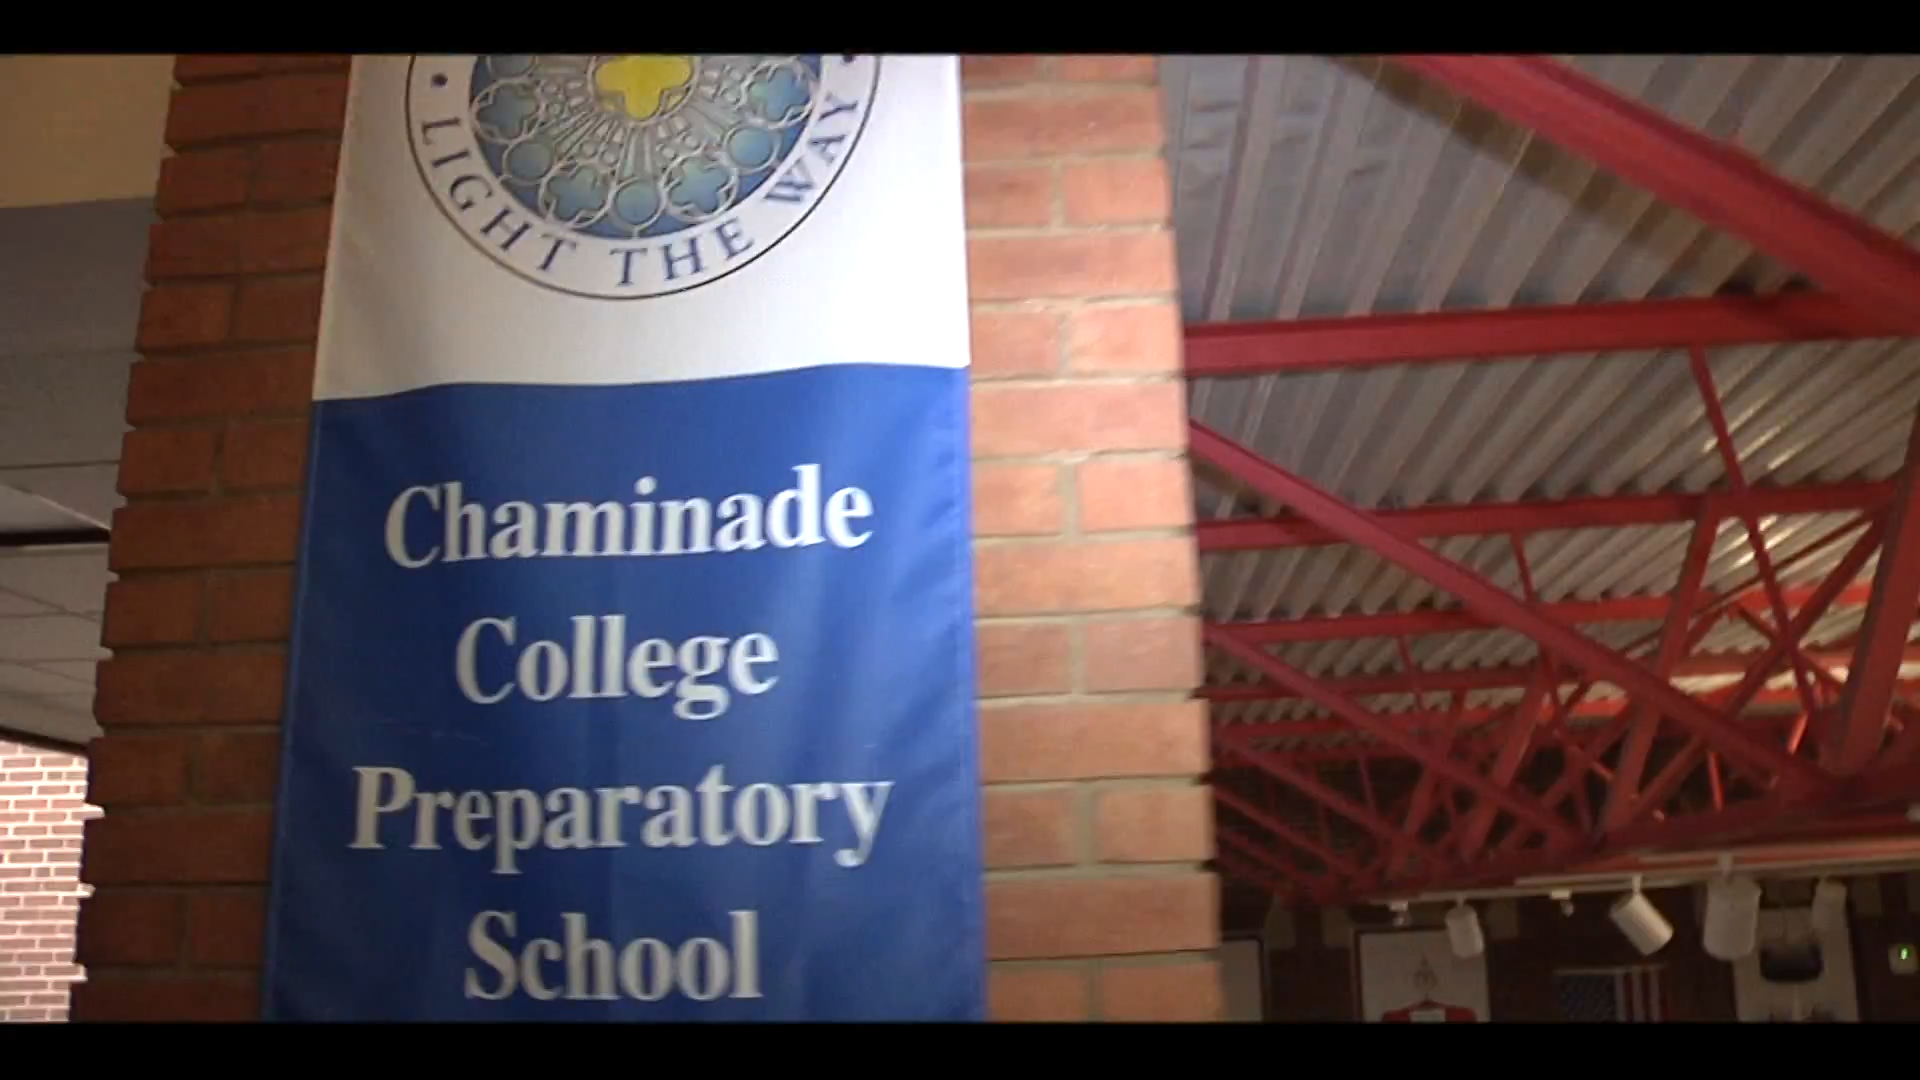 LIGHT THE WAY
Chaminade
College
Preparatory
School